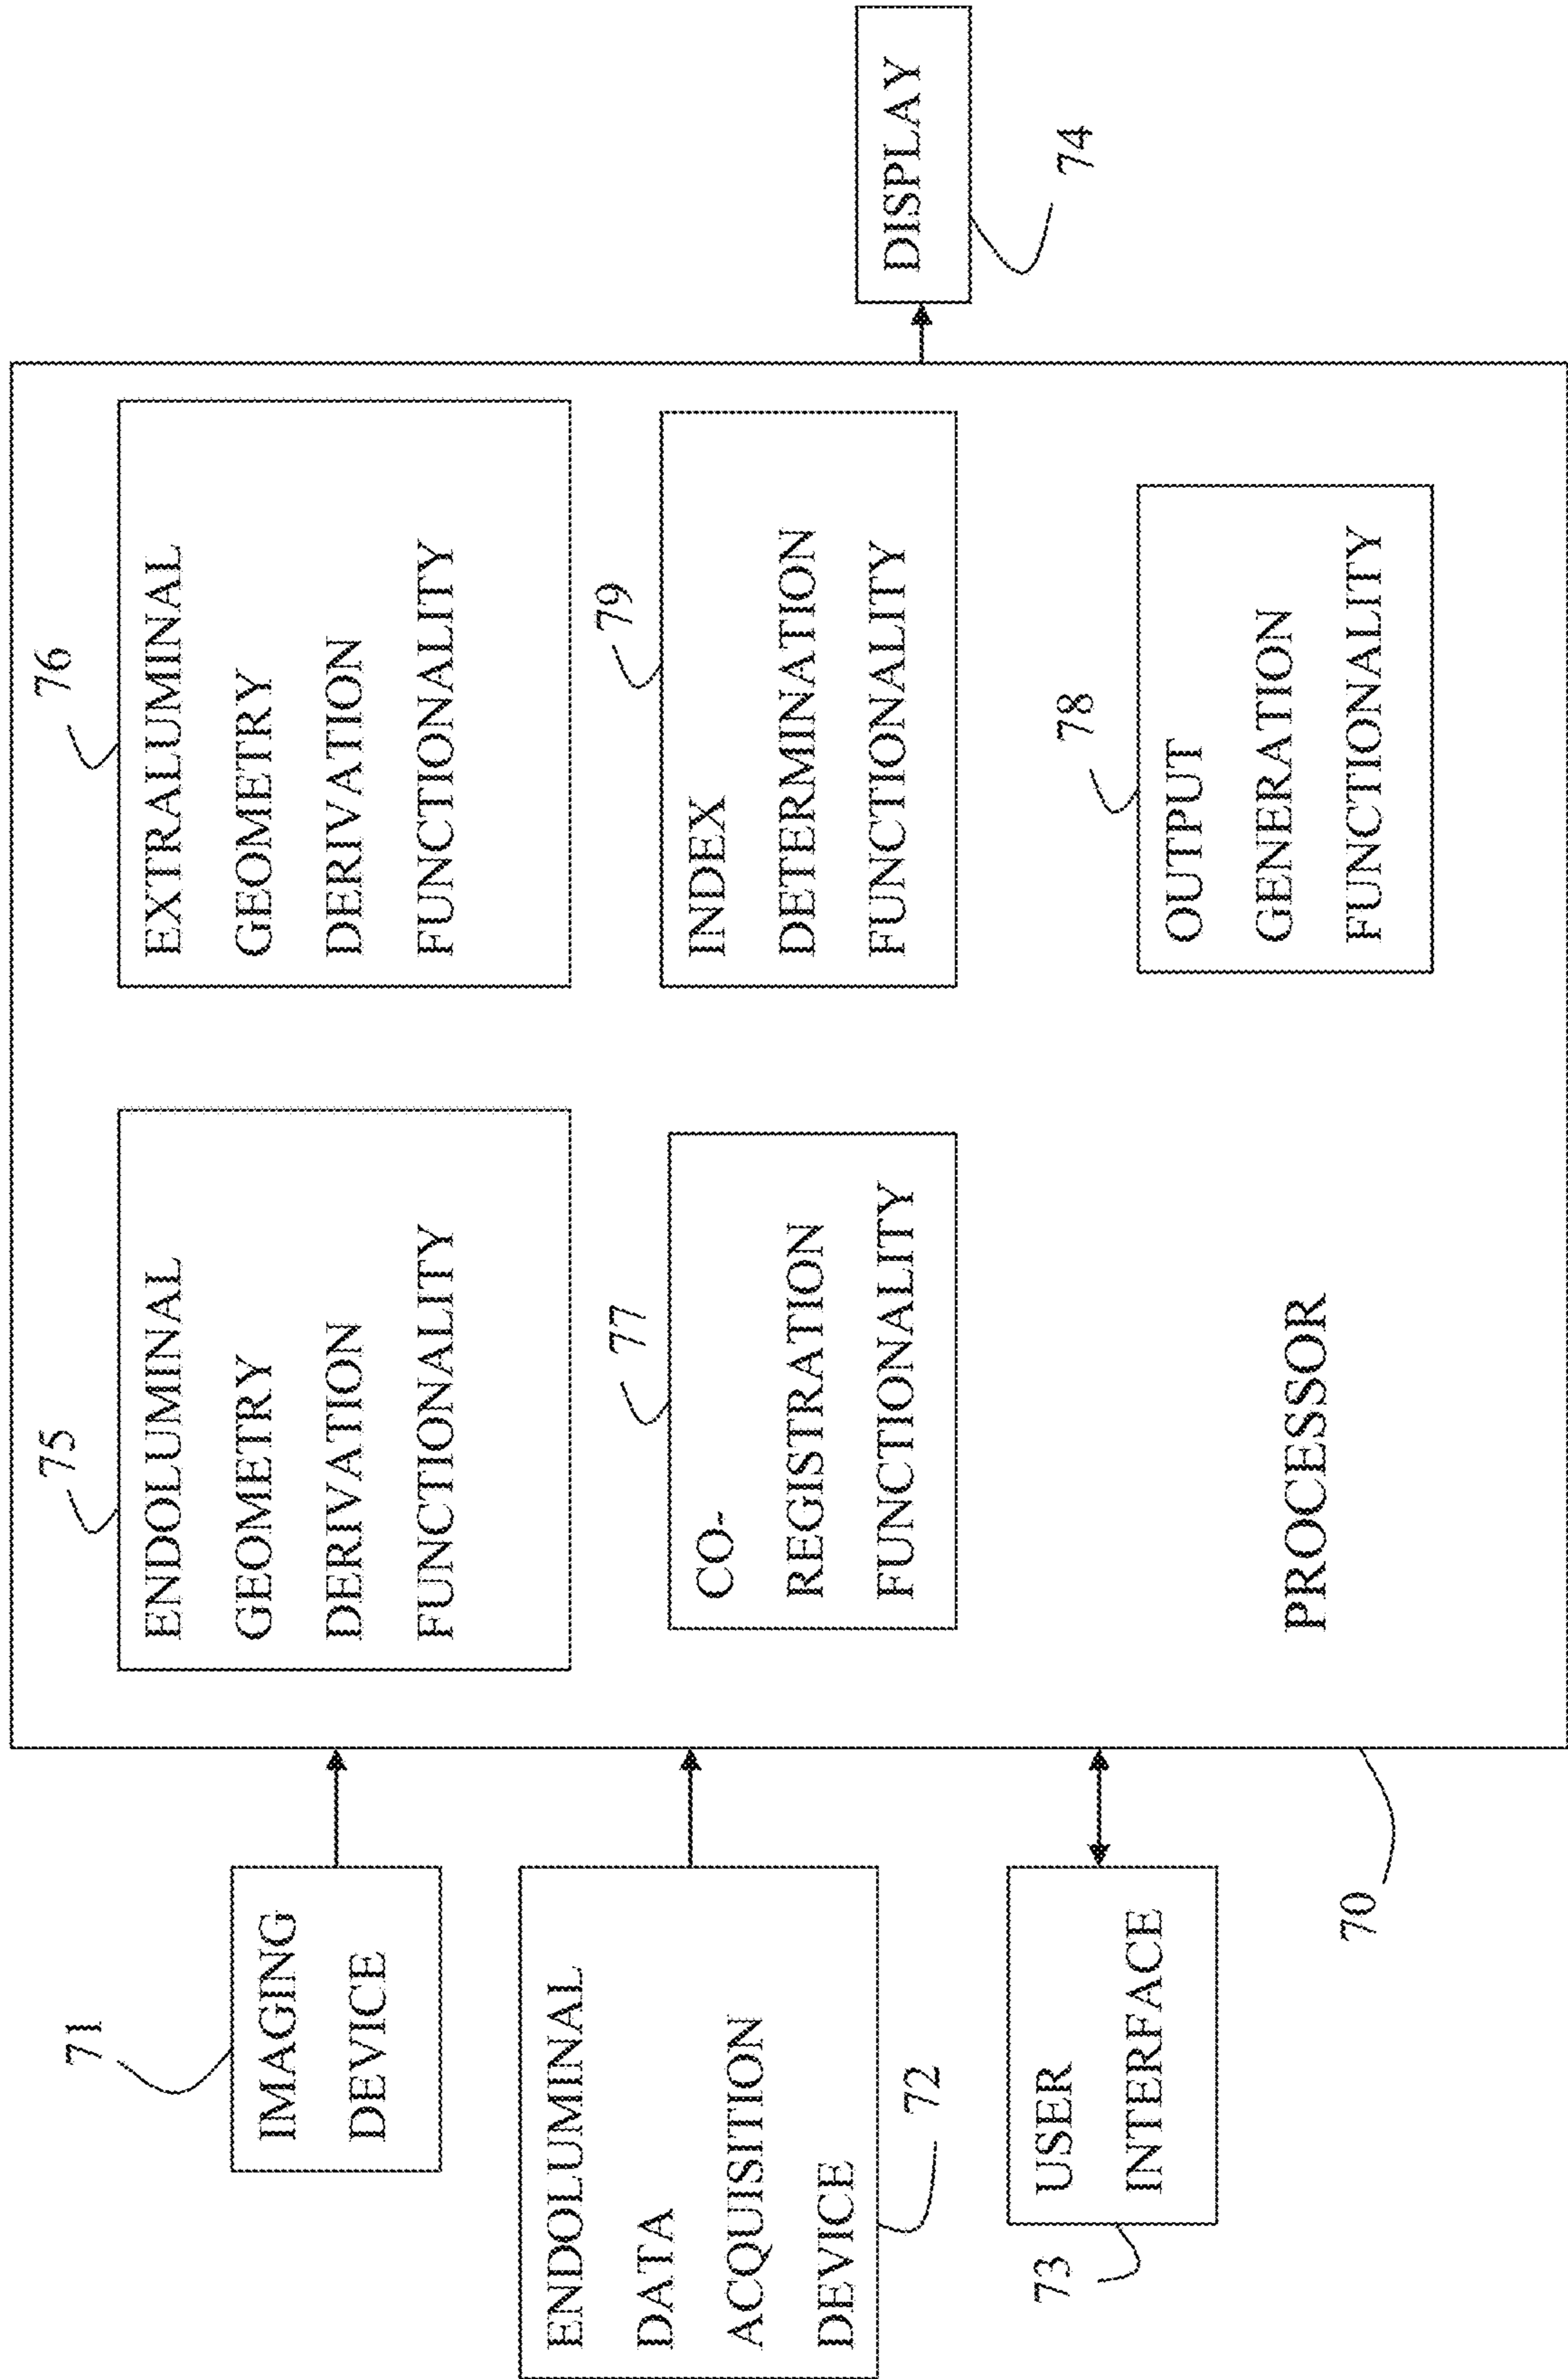 71
IMAGING
DEVICE
ENDOLUMINAL
DATA
ACQUISITION
DEVICE
72
USER
INTERFACE
73
70
75
ENDOLUMINAL
GEOMETRY
DERIVATION
FUNCTIONALITY
76
EXTRALUMINAL
GEOMETRY
DERIVATION
FUNCTIONALITY
77
CO-
REGISTRATION
FUNCTIONALITY
79
INDEX
DETERMINATION
FUNCTIONALITY
78
OUTPUT
GENERATION
FUNCTIONALITY
PROCESSOR
DISPLAY
74